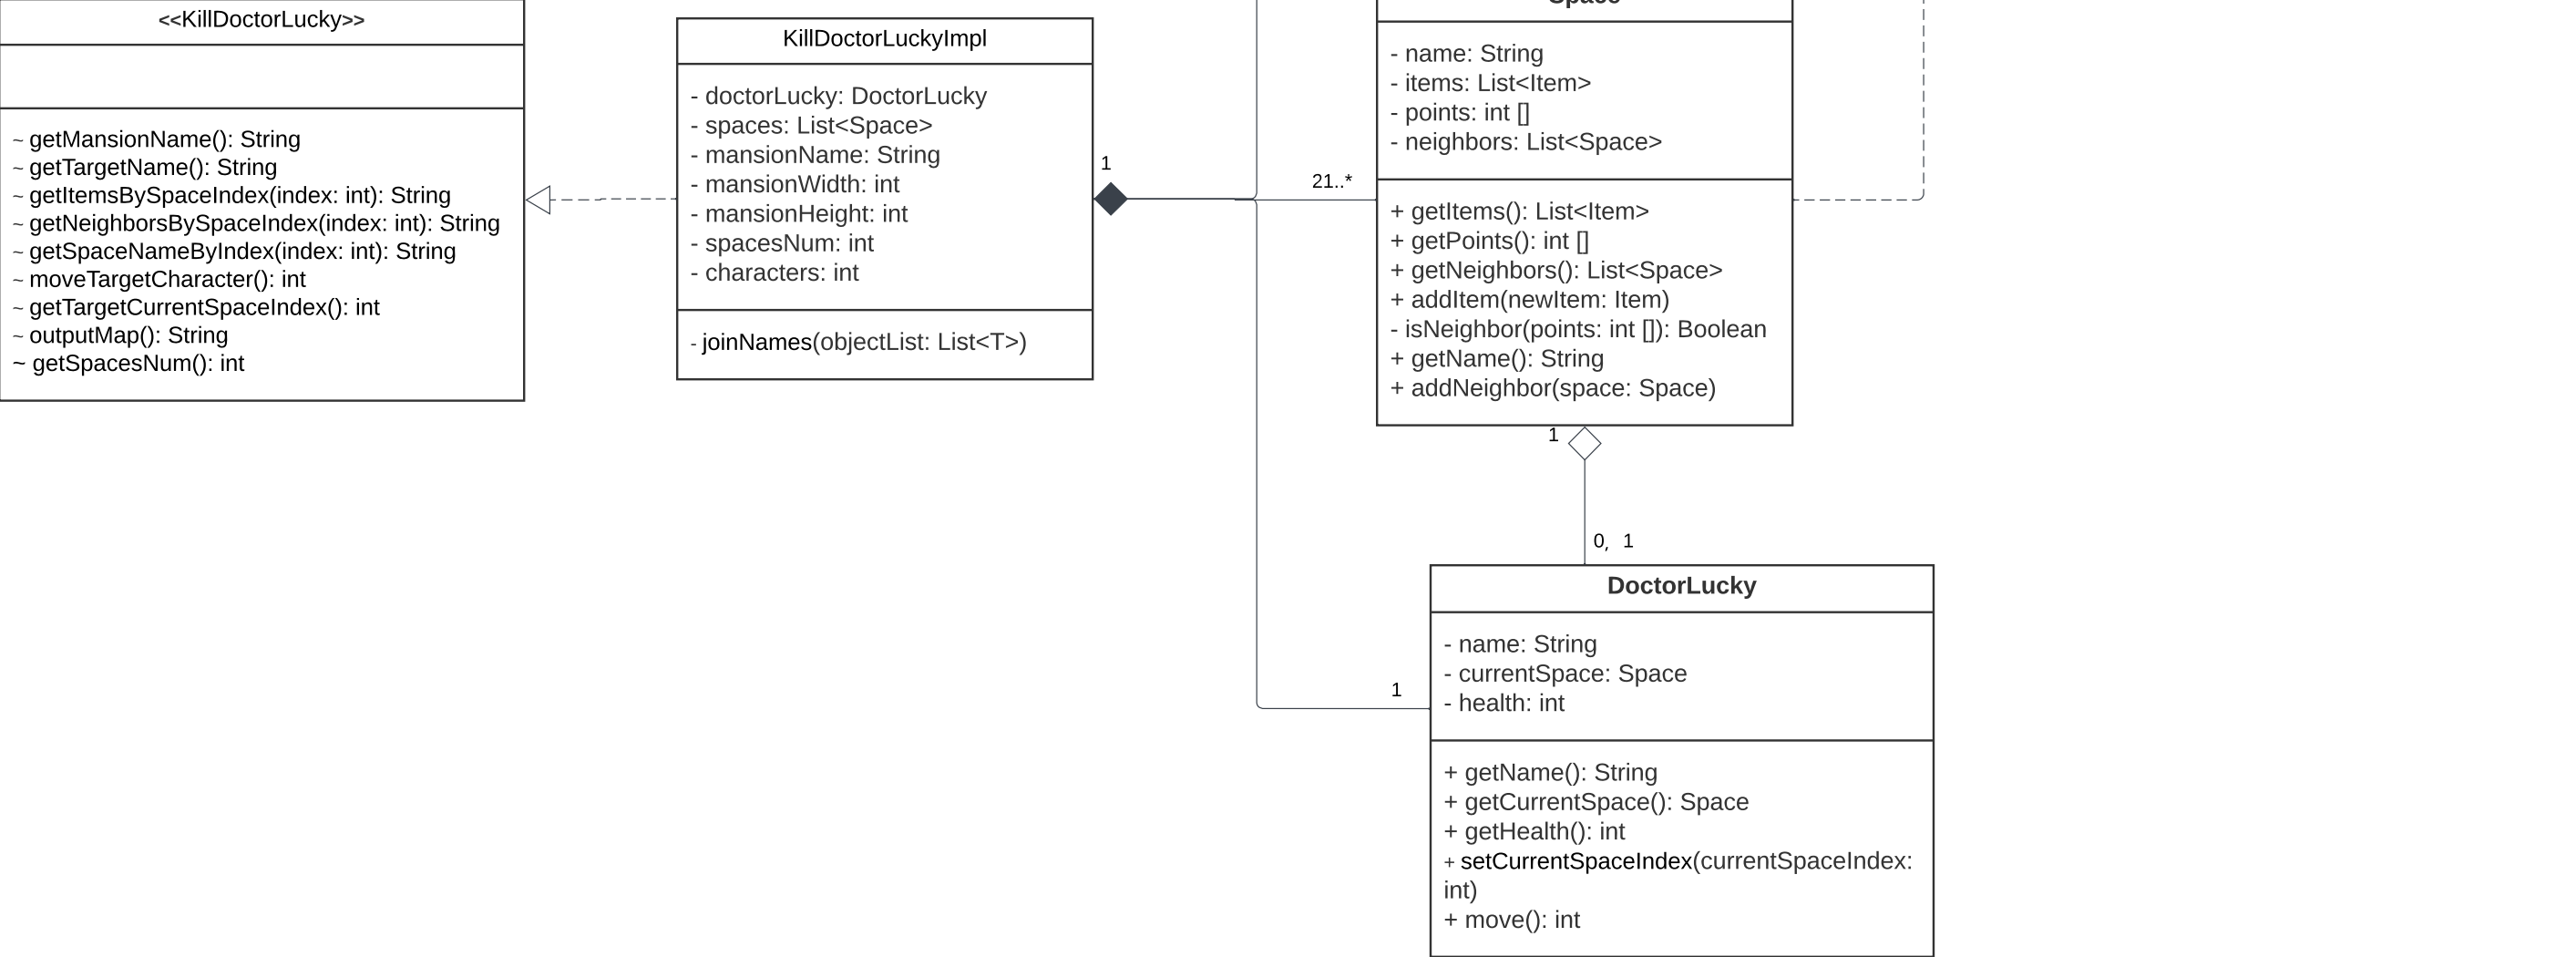 <<KillDoctorLucky>>
~ getMansionName(): String
~ getTargetName(): String
~ getItemsBySpaceIndex(index: int): String
~ getNeighborsBySpaceIndex(index: int): String
~ getSpaceNameByIndex(index: int): String
~ moveTargetCharacter(): int
~ getTargetCurrentSpaceIndex(): int
~ outputMap(): String
~ getSpacesNum(): int
KillDoctorLuckyImpl
- doctorLucky: DoctorLucky
- spaces: List<Space>
- mansionName: String
- mansionWidth: int
- mansionHeight: int
- spacesNum: int
- characters: int
- joinNames(objectList: List<T>)
1
21..*
Space
- name: String
- items: List<Item>
- points: int []
- neighbors: List<Space>
+ getItems(): List<Item>
+ getPoints(): int []
+ getNeighbors(): List<Space>
+ addItem(newItem: Item)
- isNeighbor(points: int []): Boolean
+ getName(): String
+ addNeighbor(space: Space)
1
0, 1
1
DoctorLucky
- name: String
- currentSpace: Space
- health: int
+ getName(): String
+ getCurrentSpace(): Space
+ getHealth(): int
+ setCurrentSpaceIndex(currentSpaceIndex:
int)
+ move(): int